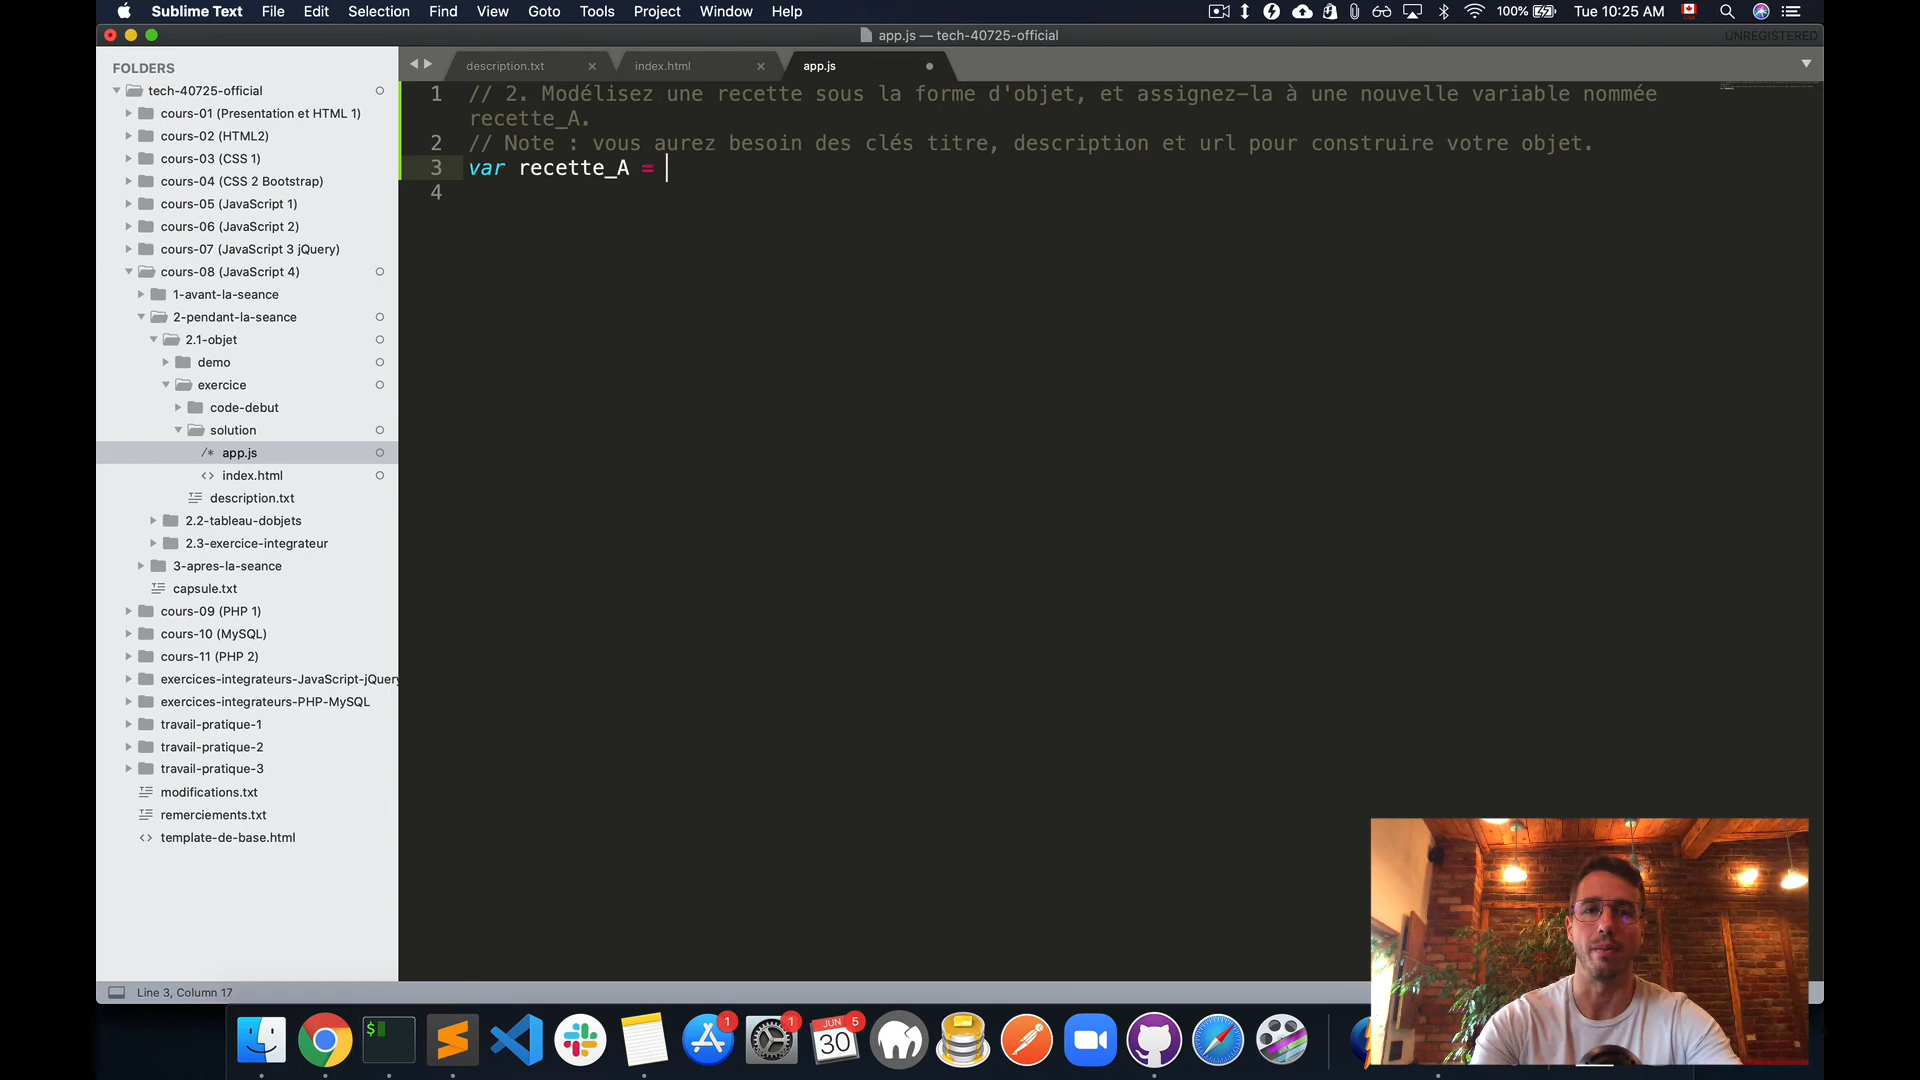 Sublime Text File Edit Selection Find View Goto Tools Project Window Help 100% Tue 10:25 AM
app.js — tech-40725-official UNREGISTERED
FOLDERS
tech-40725-official
cours-01 (Presentation et HTML 1)
cours-02 (HTML2)
cours-03 (CSS 1)
cours-04 (CSS 2 Bootstrap)
cours-05 (JavaScript 1)
cours-06 (JavaScript 2)
cours-07 (JavaScript 3 jQuery)
cours-08 (JavaScript 4)
1-avant-la-seance
2-pendant-la-seance
2.1-objet
demo
exercice
code-debut
solution
app.js
index.html
description.txt
2.2-tableau-dobjets
2.3-exercice-integrateur
3-apres-la-seance
capsule.txt
cours-09 (PHP 1)
cours-10 (MySQL)
cours-11 (PHP 2)
exercices-integrateurs-JavaScript-jQuery
exercices-integrateurs-PHP-MySQL
travail-pratique-1
travail-pratique-2
travail-pratique-3
modifications.txt
remerciements.txt
template-de-base.html
description.txt index.html app.js
1 // 2. Modélisez une recette sous la forme d'objet, et assignez-la à une nouvelle variable nommée
recette_A.
2 // Note : vous aurez besoin des clés titre, description et url pour construire votre objet.
3 var recette_A =
4
Line 3, Column 17
$ 1 1 JUN 30 5